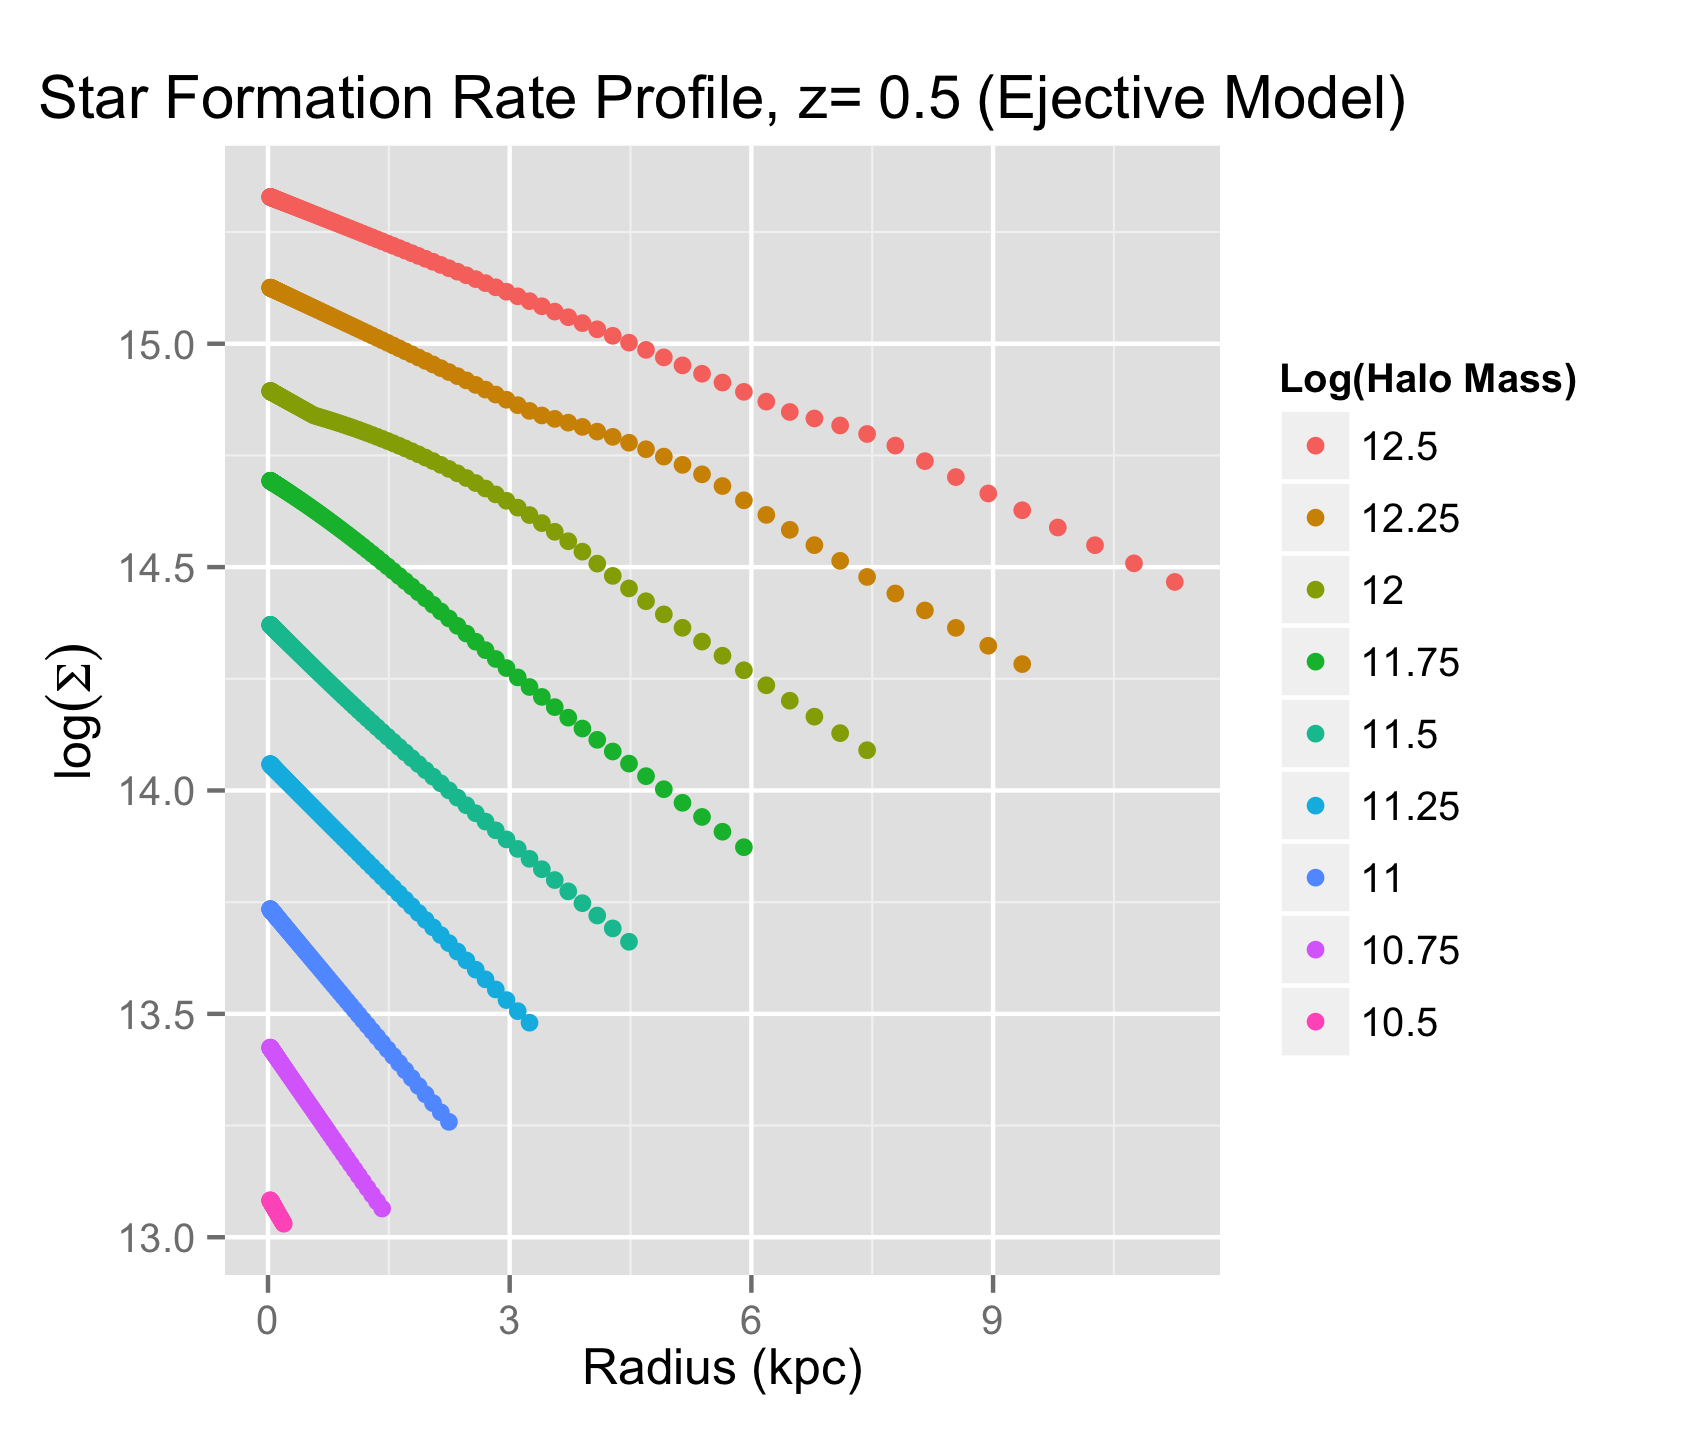 Star Formation Rate Profile, z= 0.5 (Ejective Model)
15.0
14.5
14.0
13.5
13.0
log(Σ)
0 3 6 9
Radius (kpc)
Log(Halo Mass)
12.5
12.25
12
11.75
11.5
11.25
11
10.75
10.5